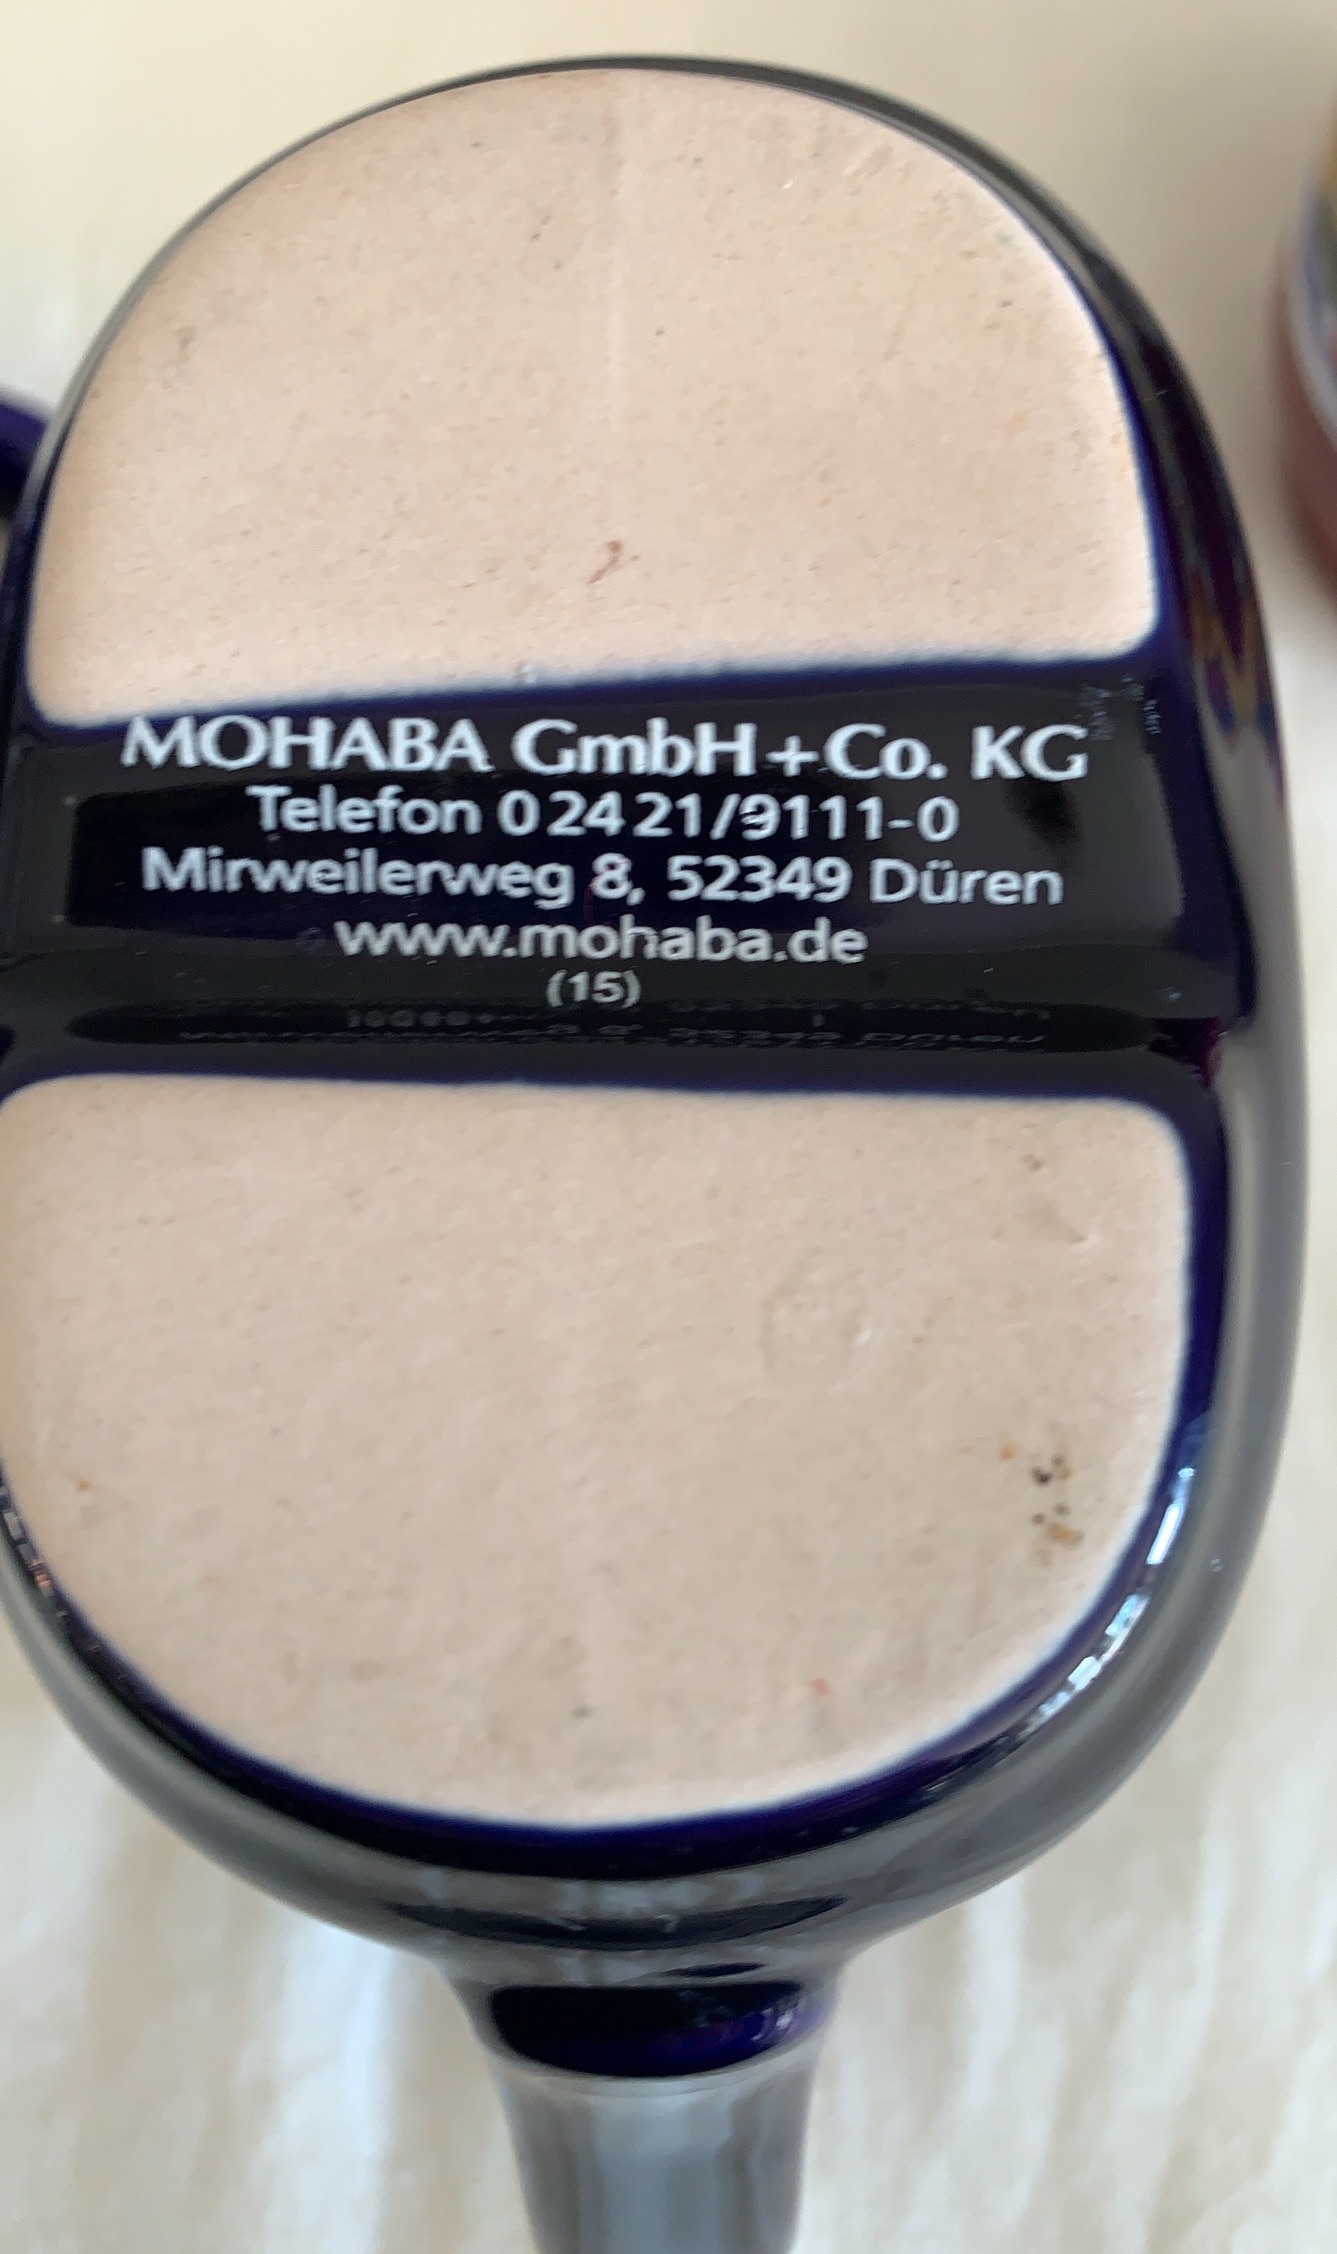 MOHABA GmbH+Co. KG
Telefon 02421/9111-0
Mirweilerweg 8, 52349 Düren
www.mohaba.de
(15)